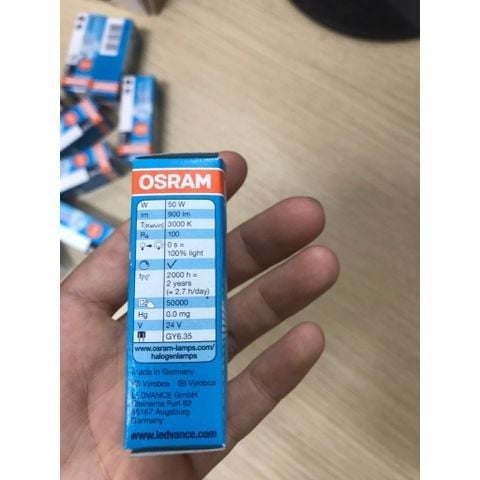 OSRAM
W 50 W
lm 900 lm
T(Kelvin) 3000 K
Ra 100
0 s =
100% light
2000 h =
2 years
(= 2.7 h/day)
50000
Hg 0.0 mg
V 24 V
GY6.35
www.osram-lamps.com/
halogenlamps
Made in Germany
Výrobce Výrobca
LEDVANCE GmbH
Steinerne Furt 62
86167 Augsburg
Germany
www.ledvance.com